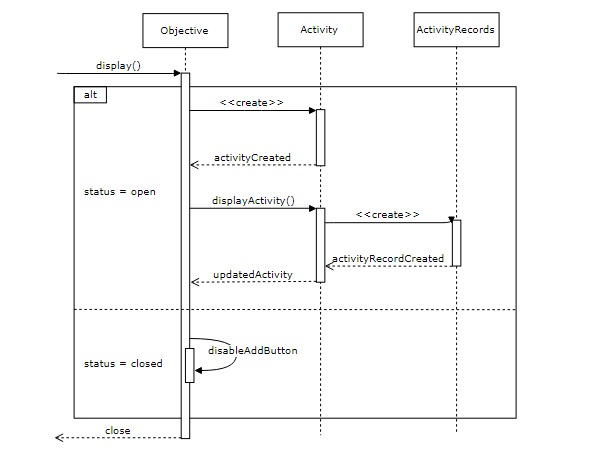 Objective
Activity
ActivityRecords
display()
alt
<<create>>
activityCreated
status = open
displayActivity()
<<create>>
activityRecordCreated
updatedActivity
disableAddButton
status = closed
close